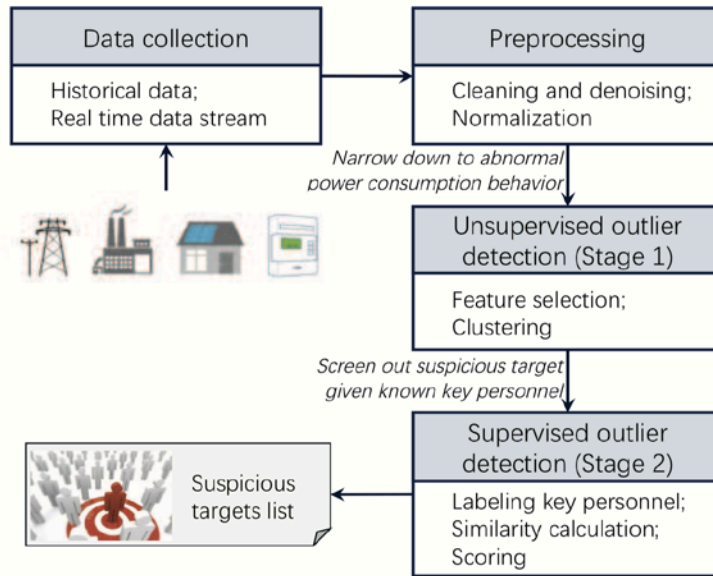 Data collection
Historical data;
Real time data stream
Preprocessing
Cleaning and denoising;
Normalization
Narrow down to abnormal
power consumption behavior
Unsupervised outlier
detection (Stage 1)
Feature selection;
Clustering
Screen out suspicious target
given known key personnel
Supervised outlier
detection (Stage 2)
Labeling key personnel;
Similarity calculation;
Scoring
Suspicious
targets list